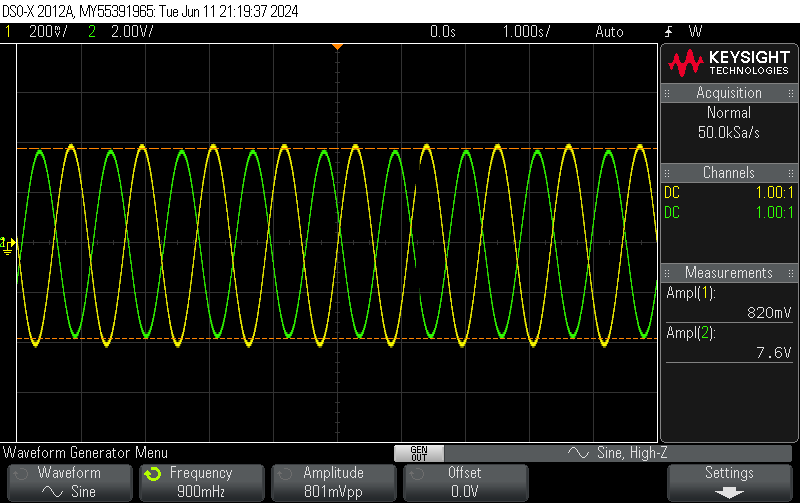 DSO-X 2012A, MY55391965: Tue Jun 11 21:19:37 2024
1 200mV/ 2 2.00V/ 0.0s 1.000s/ Auto W
KEYSIGHT
TECHNOLOGIES
Acquisition
Normal
50.0kSa/s
Channels
DC 1.00:1
DC 1.00:1
Measurements
Ampl(1):
820mV
Ampl(2):
7.6V
Waveform Generator Menu
GEN
OUT
Sine, High-Z
Waveform
Sine
Frequency
900mHz
Amplitude
801mVpp
Offset
0.0V
Settings